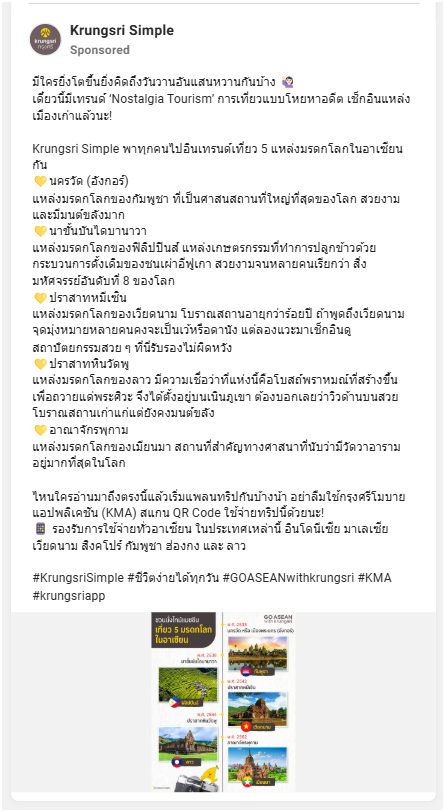 Krungsri Simple
Sponsored
krungsri
กรุงศรี
มีใครยิ่งโตขึ้นยิ่งคิดถึงวันวานอันแสนหวานกันบ้าง 🙋🏻‍♀️
เดี๋ยวนี้มีเทรนด์ 'Nostalgia Tourism' การเที่ยวแบบโหยหาอดีต เช็กอินแหล่ง
เมืองเก่าแล้วนะ!
Krungsri Simple พาทุกคนไปอินเทรนด์เที่ยว 5 แหล่งมรดกโลกในอาเซียน
กัน
💛นครวัด (อังกอร์)
แหล่งมรดกโลกของกัมพูชา ที่เป็นศาสนสถานที่ใหญ่ที่สุดของโลก สวยงาม
และมีมนต์ขลังมาก
💛นาขั้นบันไดบานาวา
แหล่งมรดกโลกของฟิลิปปินส์ แหล่งเกษตรกรรมที่ทำการปลูกข้าวด้วย
กระบวนการดั้งเดิมของชนเผ่าอีฟูเกา สวยงามจนหลายคนเรียกว่า สิ่ง
มหัศจรรย์อันดับที่ 8 ของโลก
💛ปราสาทหมีเซิน
แหล่งมรดกโลกของเวียดนาม โบราณสถานอายุกว่าร้อยปี ถ้าพูดถึงเวียดนาม
จุดมุ่งหมายหลายคนคงจะเป็นเว้หรือดานัง แต่ลองแวะมาเช็กอินดู
สถาปัตยกรรมสวย ๆ ที่นี่รับรองไม่ผิดหวัง
💛ปราสาทหินวัดพู
แหล่งมรดกโลกของลาว มีความเชื่อว่าที่แห่งนี้คือโบสถ์พราหมณ์ที่สร้างขึ้น
เพื่อถวายแด่พระศิวะ จึงได้ตั้งอยู่บนเนินภูเขา ต้องบอกเลยว่าวิวด้านบนสวย
โบราณสถานเก่าแก่แต่ยังคงมนต์ขลัง
💛อาณาจักรพุกาม
แหล่งมรดกโลกของเมียนมา สถานที่สำคัญทางศาสนาที่นับว่ามีวัดวาอาราม
อยู่มากที่สุดในโลก
ไหนใครอ่านมาถึงตรงนี้แล้วเริ่มแพลนทริปกันบ้างน้า อย่าลืมใช้กรุงศรีโมบาย
แอปพลิเคชัน (KMA) สแกน QR Code ใช้จ่ายทริปนี้ด้วยนะ!
📱 รองรับการใช้จ่ายทั่วอาเซียน ในประเทศเหล่านี้ อินโดนีเซีย มาเลเซีย
เวียดนาม สิงคโปร์ กัมพูชา ฮ่องกง และ ลาว
#KrungsriSimple #ชีวิตง่ายได้ทุกวัน #GOASEANwithkrungsri #KMA
#krungsriapp
ชวนนั่งไทม์แมชชีน
เที่ยว 5 มรดกโลก
ในอาเซียน
GO ASEAN
with krungsri
พ.ศ. 2535
นครวัด หรือ เมืองพระนคร (อังกอร์)
กัมพูชา
พ.ศ. 2538
นาขั้นบันไดบานาวา
ฟิลิปปินส์
พ.ศ. 2542
ปราสาทหมีเซิน
เวียดนาม
ปราสาทหินวัดพู
ลาว
พ.ศ. 2562
อาณาจักรพุกาม
เมียนมา